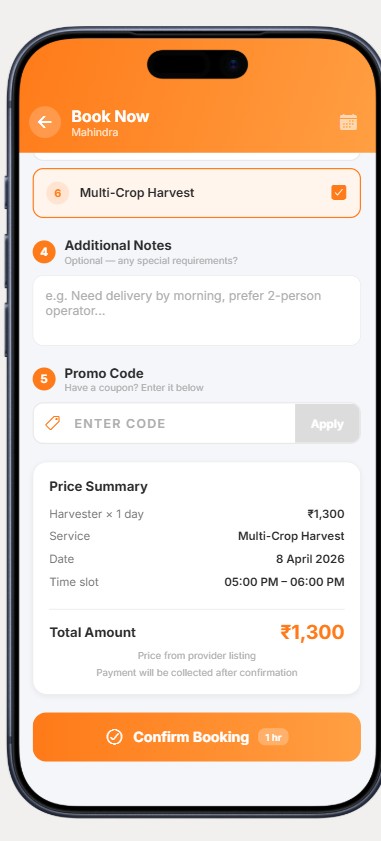 Book Now
Mahindra
6 Multi-Crop Harvest
4 Additional Notes
Optional — any special requirements?
e.g. Need delivery by morning, prefer 2-person
operator...
5 Promo Code
Have a coupon? Enter it below
ENTER CODE Apply
Price Summary
Harvester × 1 day ₹1,300
Service Multi-Crop Harvest
Date 8 April 2026
Time slot 05:00 PM – 06:00 PM
Total Amount ₹1,300
Price from provider listing
Payment will be collected after confirmation
Confirm Booking 1 hr